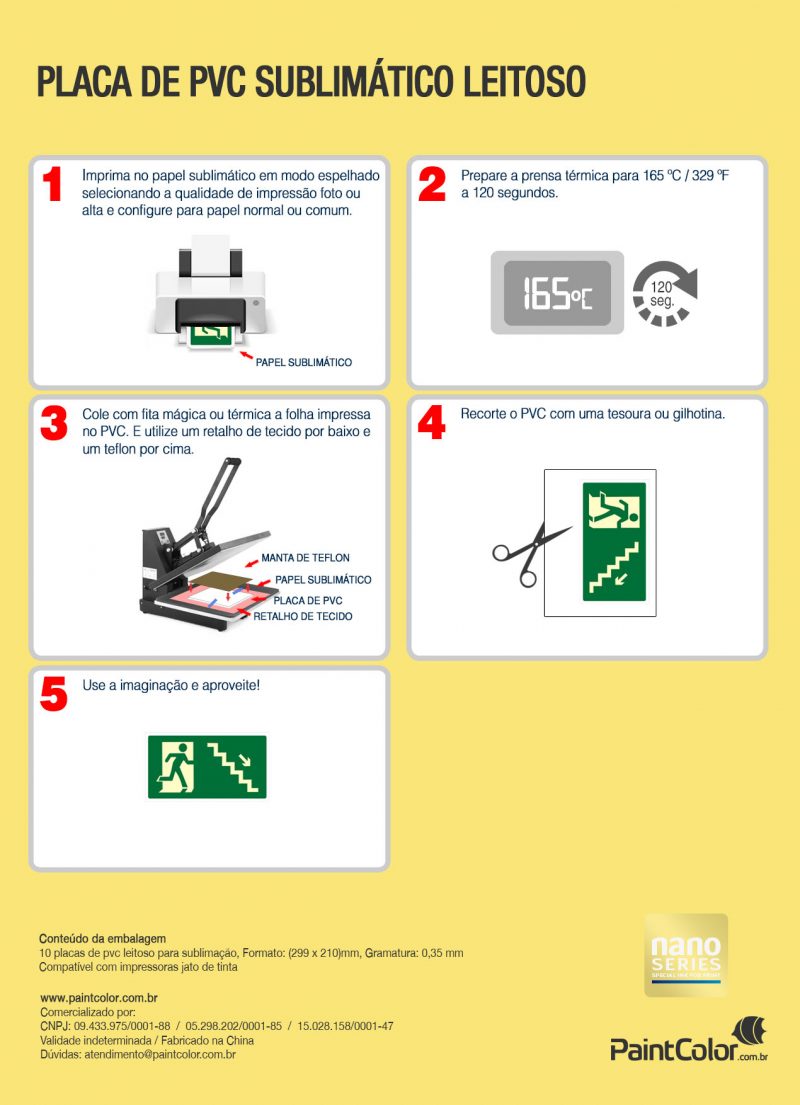 PLACA DE PVC SUBLIMÁTICO LEITOSO
1
Imprima no papel sublimático em modo espelhado
selecionando a qualidade de impressão foto ou
alta e configure para papel normal ou comum.
PAPEL SUBLIMÁTICO
2
Prepare a prensa térmica para 165 ºC / 329 ºF
a 120 segundos.
165ºC
120
seg.
3
Cole com fita mágica ou térmica a folha impressa
no PVC. E utilize um retalho de tecido por baixo e
um teflon por cima.
MANTA DE TEFLON
PAPEL SUBLIMÁTICO
PLACA DE PVC
RETALHO DE TECIDO
4
Recorte o PVC com uma tesoura ou gilhotina.
5
Use a imaginação e aproveite!
Conteúdo da embalagem
10 placas de pvc leitoso para sublimação, Formato: (299 x 210)mm, Gramatura: 0,35 mm
Compatível com impressoras jato de tinta
www.paintcolor.com.br
Comercializado por:
CNPJ: 09.433.975/0001-88 / 05.298.202/0001-85 / 15.028.158/0001-47
Validade indeterminada / Fabricado na China
Dúvidas: atendimento@paintcolor.com.br
nano
SERIES
PaintColor.com.br